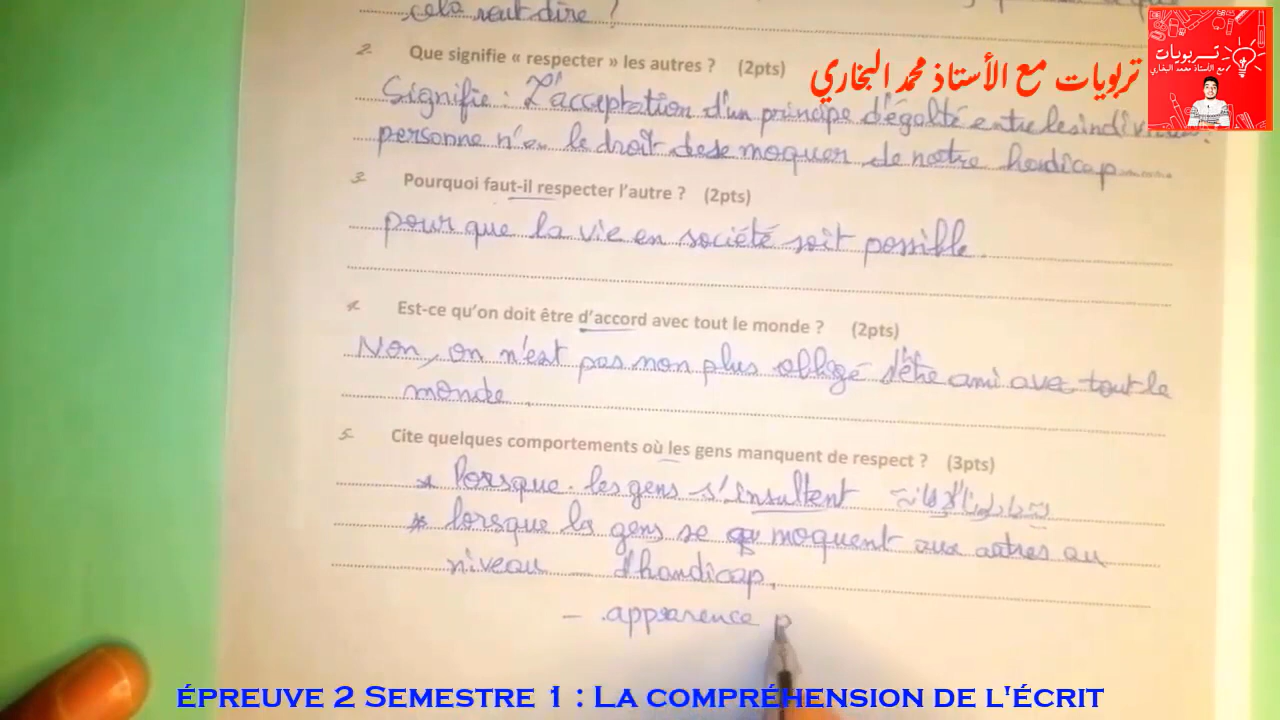 cela veut dire ?
2. Que signifie « respecter » les autres ? (2pts)
تربويات مع الأستاذ محمد البخاري
تربويات
مع الأستاذ محمد البخاري
Signifie : L'acceptation d'un principe d'égalité entre les
personne n'a le droit de se moquer de notre handicap
3. Pourquoi faut-il respecter l'autre ? (2pts)
pour que la vie en société soit possible.
4. Est-ce qu'on doit être d'accord avec tout le monde ? (2pts)
Non, on n'est pas non plus obligé d'être ami avec tout le
monde.
5. Cite quelques comportements où les gens manquent de respect ? (3pts)
* lorsque les gens s'insultent
* lorsque les gens se moquent aux autres au
niveau d'handicap.
- apparence p
épreuve 2 Semestre 1 : La compréhension de l'écrit